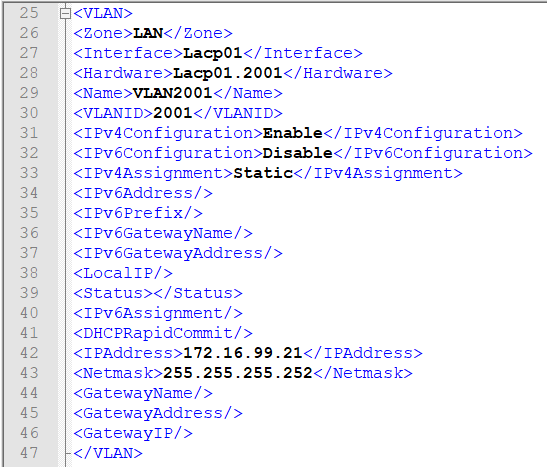 25 <VLAN>
26 <Zone>LAN</Zone>
27 <Interface>Lacp01</Interface>
28 <Hardware>Lacp01.2001</Hardware>
29 <Name>VLAN2001</Name>
30 <VLANID>2001</VLANID>
31 <IPv4Configuration>Enable</IPv4Configuration>
32 <IPv6Configuration>Disable</IPv6Configuration>
33 <IPv4Assignment>Static</IPv4Assignment>
34 <IPv6Address/>
35 <IPv6Prefix/>
36 <IPv6GatewayName/>
37 <IPv6GatewayAddress/>
38 <LocalIP/>
39 <Status></Status>
40 <IPv6Assignment/>
41 <DHCPRapidCommit/>
42 <IPAddress>172.16.99.21</IPAddress>
43 <Netmask>255.255.255.252</Netmask>
44 <GatewayName/>
45 <GatewayAddress/>
46 <GatewayIP/>
47 </VLAN>